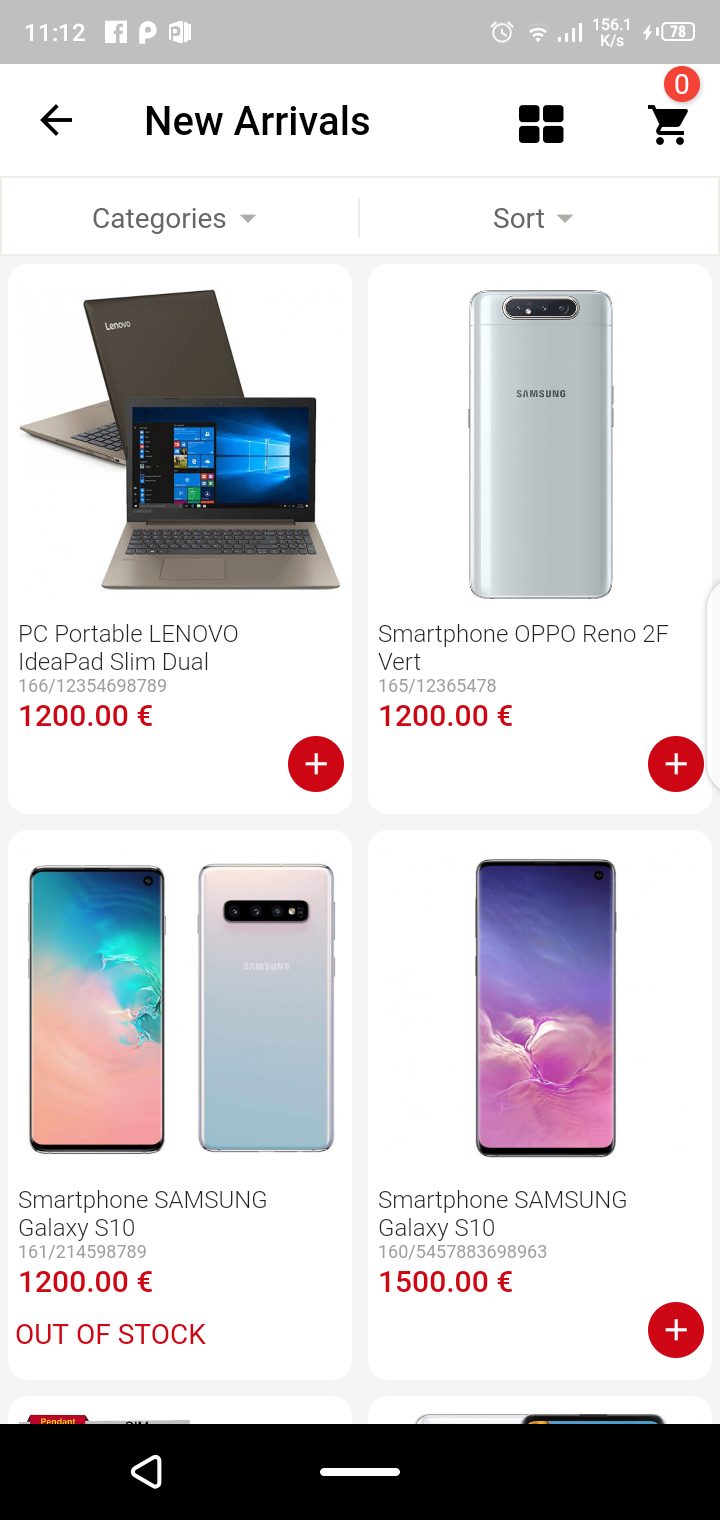 11:12
156.1
K/s
78
0
New Arrivals
Categories
Sort
Lenovo
SAMSUNG
PC Portable LENOVO
IdeaPad Slim Dual
166/12354698789
1200.00 €
Smartphone OPPO Reno 2F
Vert
165/12365478
1200.00 €
SAMSUNG
Smartphone SAMSUNG
Galaxy S10
161/214598789
1200.00 €
OUT OF STOCK
Smartphone SAMSUNG
Galaxy S10
160/5457883698963
1500.00 €
Pendant